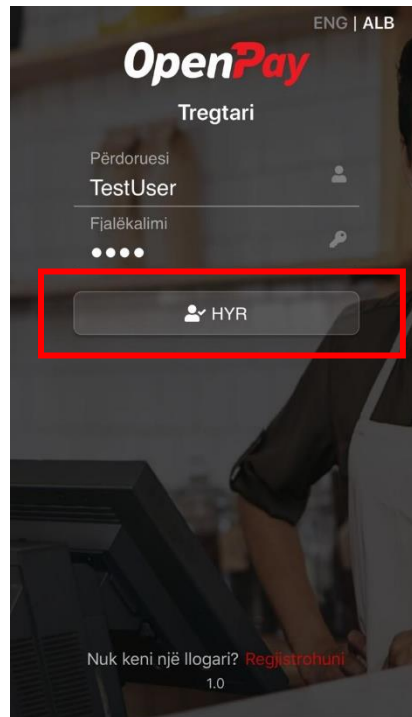 ENG | ALB
OpenPay
Tregtari
Përdoruesi
TestUser
Fjalëkalimi
HYR
Nuk keni një llogari? Regjistrohuni
1.0